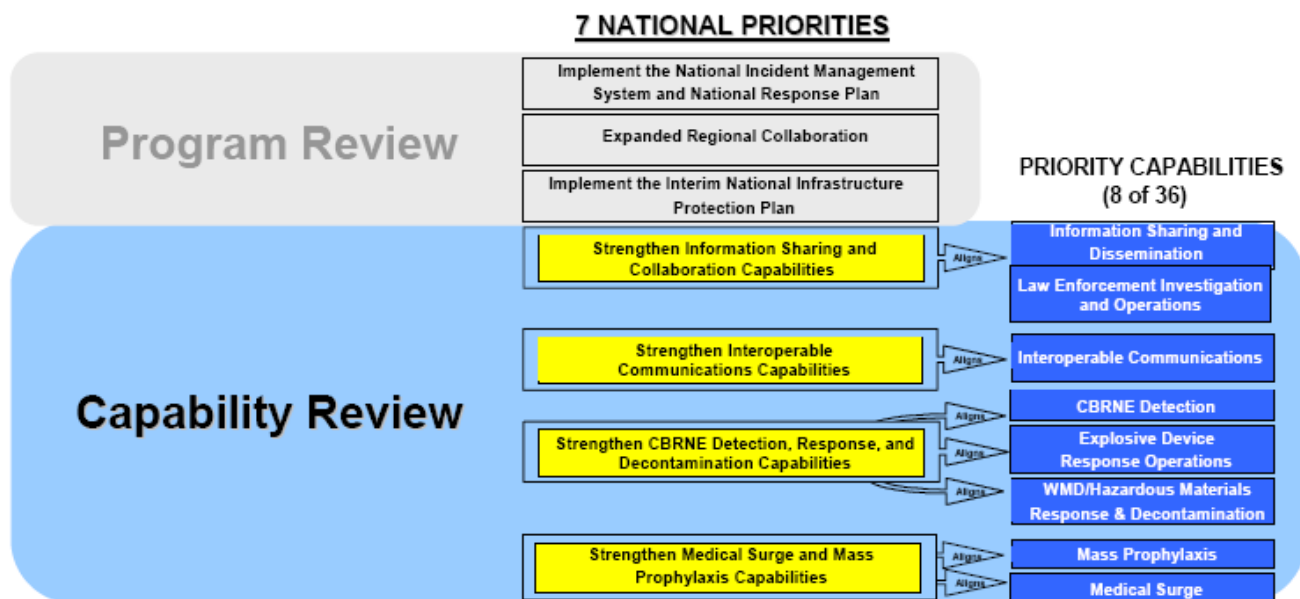 7 NATIONAL PRIORITIES
Program Review
Implement the National Incident Management
System and National Response Plan
Expanded Regional Collaboration
Implement the Interim National Infrastructure
Protection Plan
PRIORITY CAPABILITIES
(8 of 36)
Capability Review
Strengthen Information Sharing and
Collaboration Capabilities
Aligns
Information Sharing and
Dissemination
Law Enforcement Investigation
and Operations
Strengthen Interoperable
Communications Capabilities
Aligns
Interoperable Communications
Strengthen CBRNE Detection, Response, and
Decontamination Capabilities
Aligns
CBRNE Detection
Aligns
Explosive Device
Response Operations
Aligns
WMD/Hazardous Materials
Response & Decontamination
Strengthen Medical Surge and Mass
Prophylaxis Capabilities
Aligns
Mass Prophylaxis
Aligns
Medical Surge